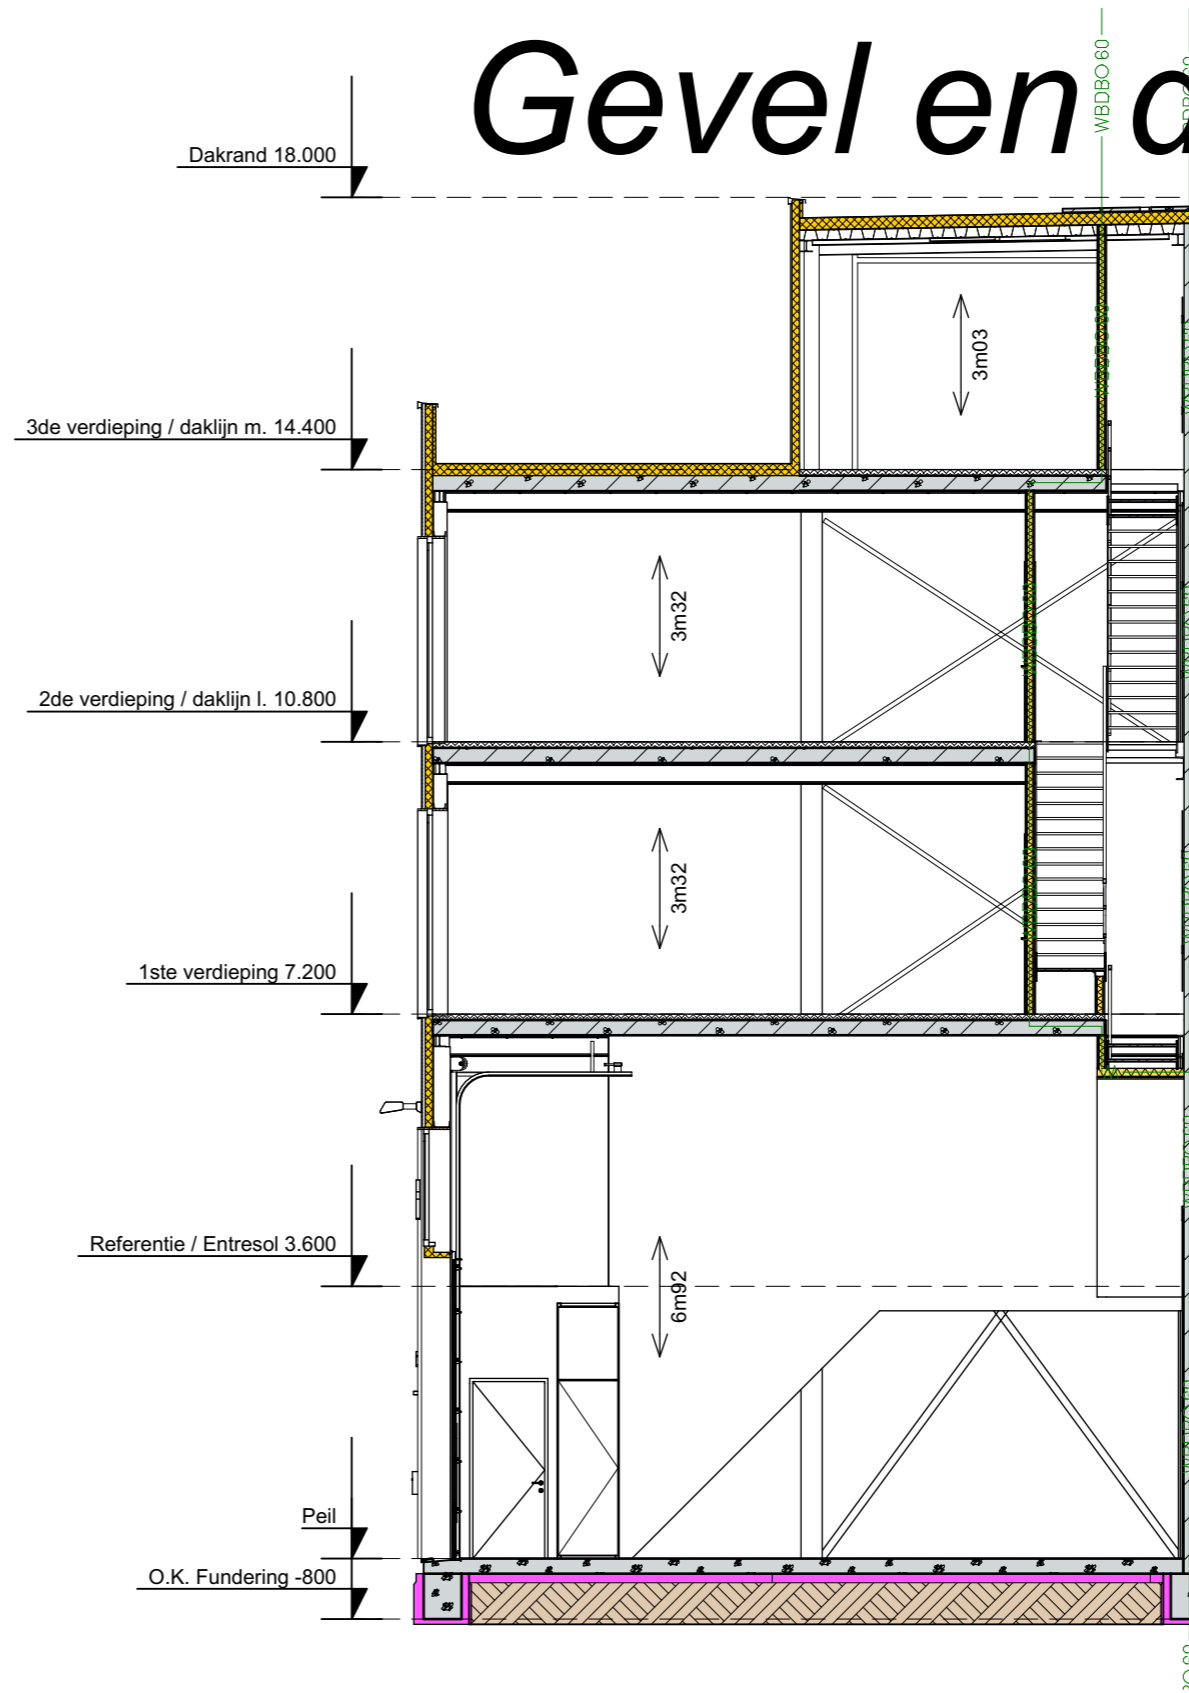 Gevel en d
WBDBO 60
Dakrand 18.000
3m03
3de verdieping / daklijn m. 14.400
3m32
2de verdieping / daklijn l. 10.800
3m32
1ste verdieping 7.200
Referentie / Entresol 3.600
6m92
Peil
O.K. Fundering -800